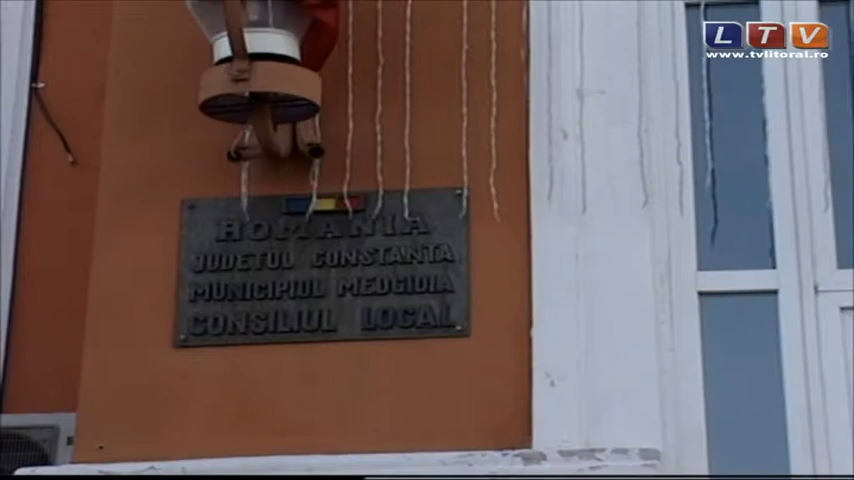 LTV
www.tvlitoral.ro
ROMANIA
JUDETUL CONSTANTA
MUNICIPIUL MEDGIDIA
CONSILIUL LOCAL